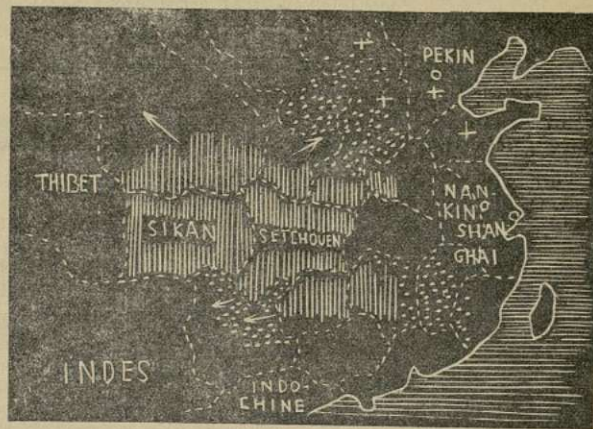 PEKIN
THIBET
NAN-
KIN
SHAN
GHAI
SIKAN
SETCHOUEN
INDES
INDO-
CHINE